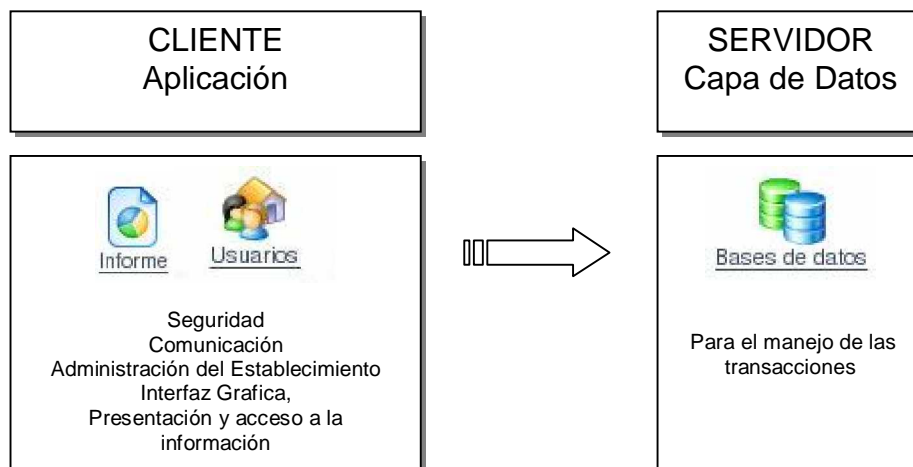 CLIENTE
Aplicación
SERVIDOR
Capa de Datos
Informe
Usuarios
Seguridad
Comunicación
Administración del Establecimiento
Interfaz Grafica,
Presentación y acceso a la
información
Bases de datos
Para el manejo de las
transacciones